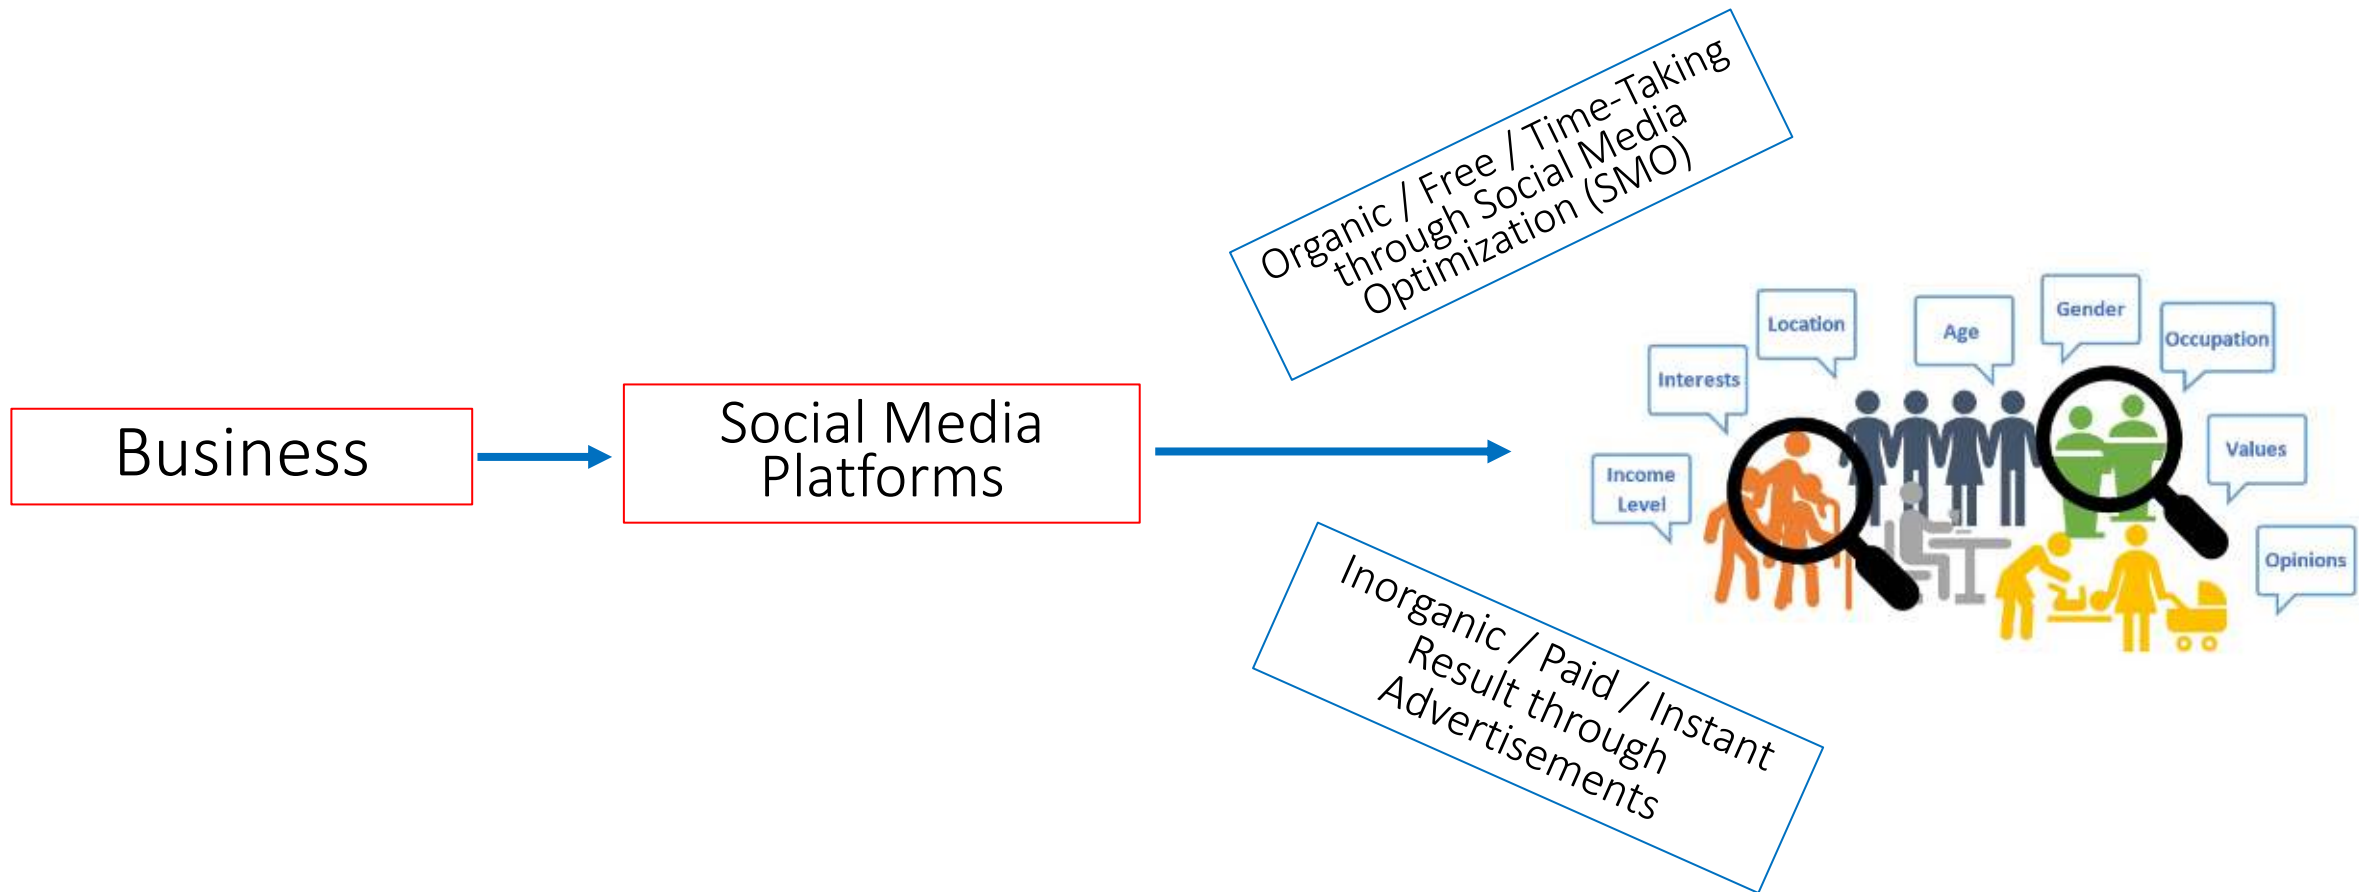 Business
Social Media
Platforms
Organic / Free / Time-Taking
through Social Media
Optimization (SMO)
Inorganic / Paid / Instant
Result through
Advertisements
Income
Level
Interests
Location
Age
Gender
Occupation
Values
Opinions